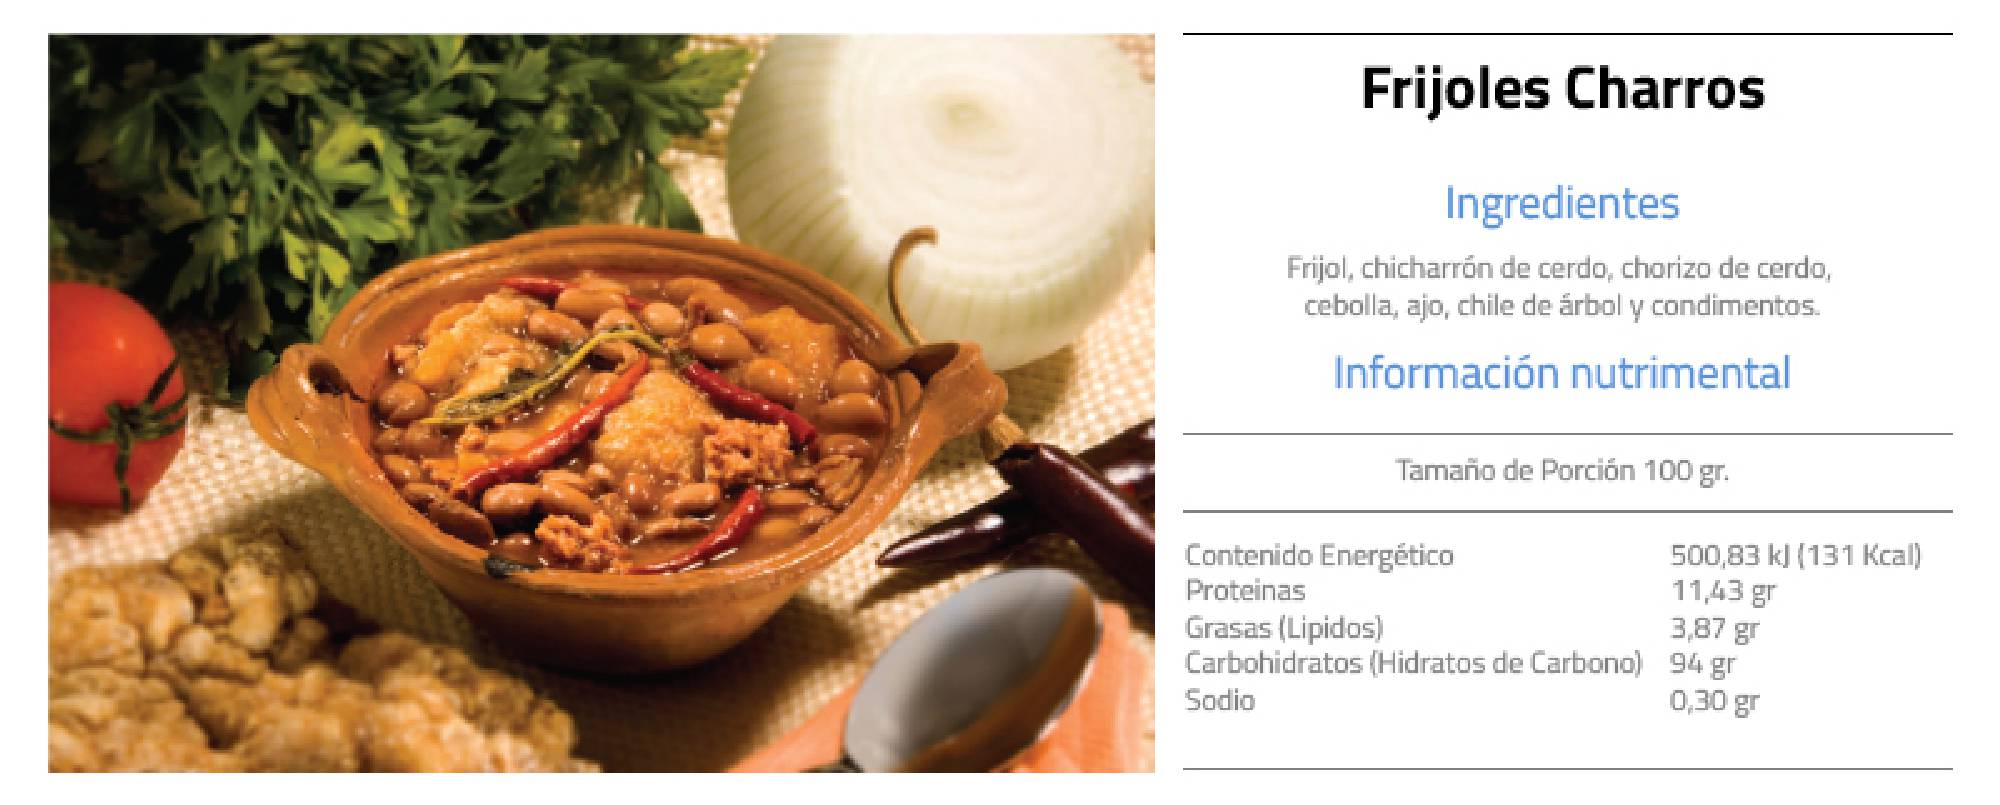 Frijoles Charros
Ingredientes
Frijol, chicharrón de cerdo, chorizo de cerdo,
cebolla, ajo, chile de árbol y condimentos.
Información nutrimental
Tamaño de Porción 100 gr.
Contenido Energético 500,83 kJ (131 Kcal)
Proteinas 11,43 gr
Grasas (Lipidos) 3,87 gr
Carbohidratos (Hidratos de Carbono) 94 gr
Sodio 0,30 gr